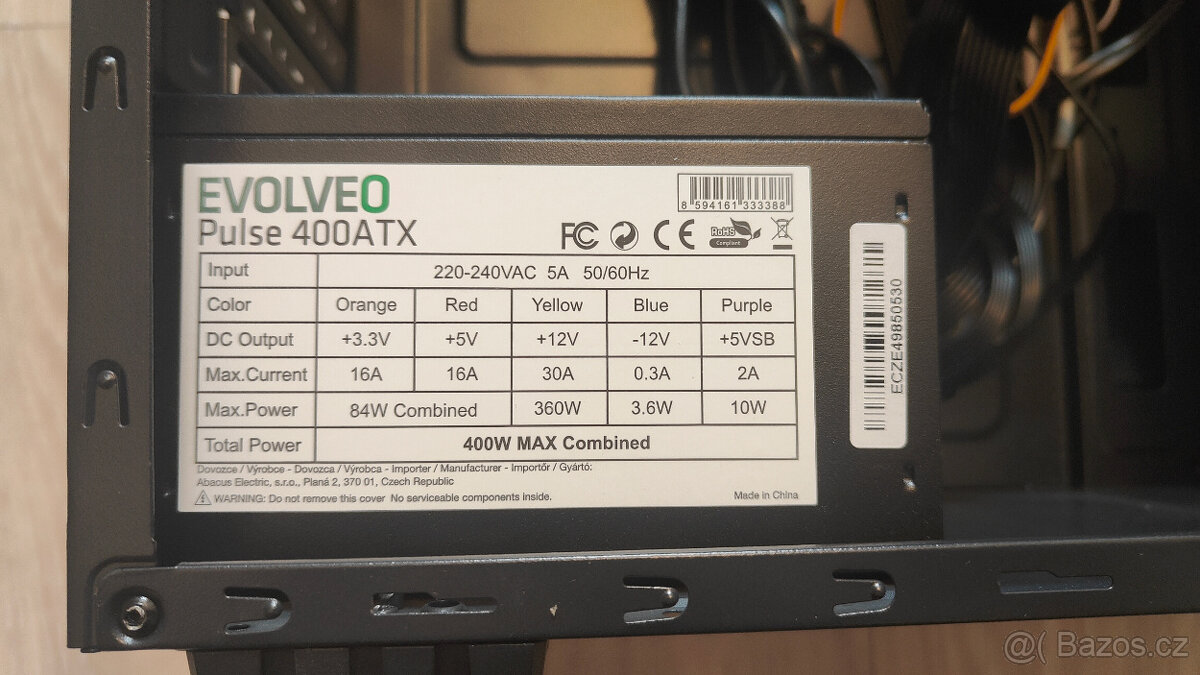 EVOLVEO
Pulse 400ATX
8 594161 333388
FC CE RoHS
Compliant
Input 220-240VAC 5A 50/60Hz
Color Orange Red Yellow Blue Purple
DC Output +3.3V +5V +12V -12V +5VSB
Max.Current 16A 16A 30A 0.3A 2A
Max.Power 84W Combined 360W 3.6W 10W
Total Power 400W MAX Combined
Dovozce / Výrobce - Dovozca / Výrobca - Importer / Manufacturer - Importőr / Gyártó:
Abacus Electric, s.r.o., Planá 2, 370 01, Czech Republic
WARNING: Do not remove this cover No serviceable components inside.
Made in China
ECZE49850530
@( Bazos.cz